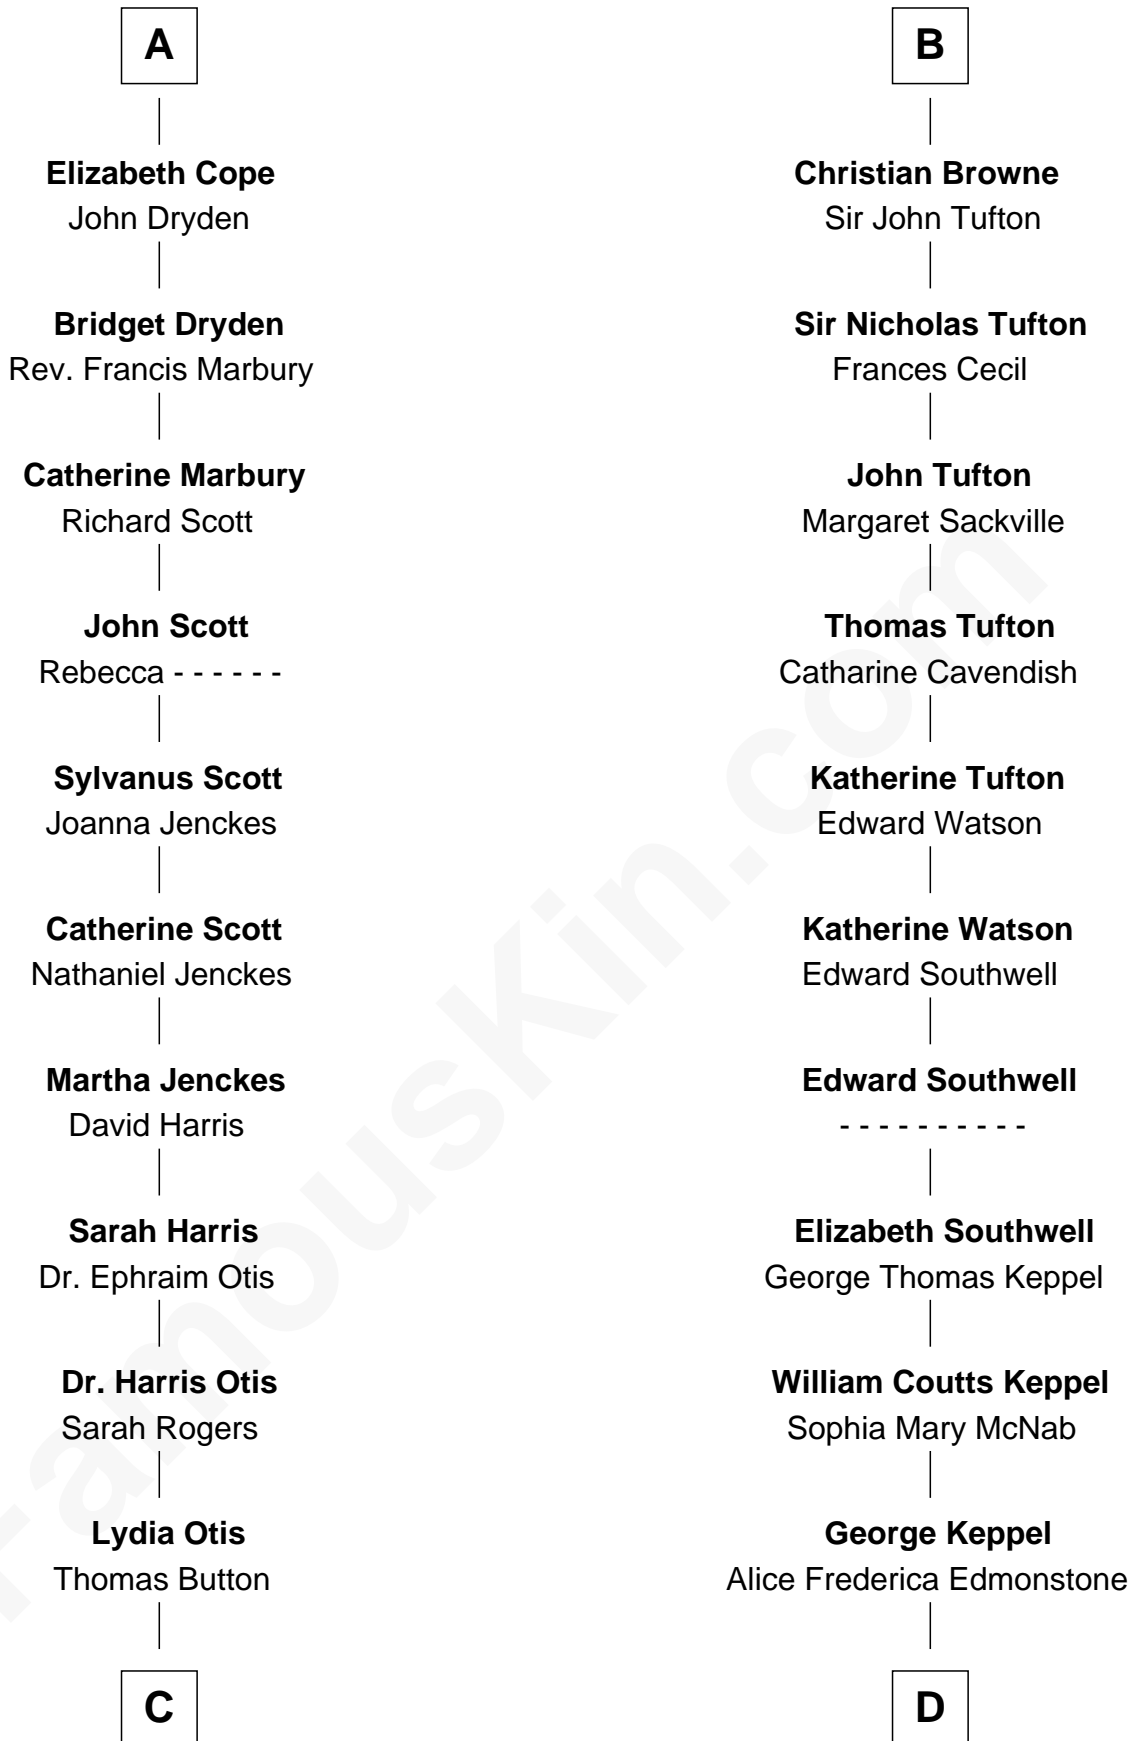 A
Elizabeth Cope
John Dryden
Bridget Dryden
Rev. Francis Marbury
Catherine Marbury
Richard Scott
John Scott
Rebecca - - - - - -
Sylvanus Scott
Joanna Jenckes
Catherine Scott
Nathaniel Jenckes
Martha Jenckes
David Harris
Sarah Harris
Dr. Ephraim Otis
Dr. Harris Otis
Sarah Rogers
Lydia Otis
Thomas Button
C
B
Christian Browne
Sir John Tufton
Sir Nicholas Tufton
Frances Cecil
John Tufton
Margaret Sackville
Thomas Tufton
Catharine Cavendish
Katherine Tufton
Edward Watson
Katherine Watson
Edward Southwell
Edward Southwell
- - - - - - - - - -
Elizabeth Southwell
George Thomas Keppel
William Coutts Keppel
Sophia Mary McNab
George Keppel
Alice Frederica Edmonstone
D
FamousKin.com